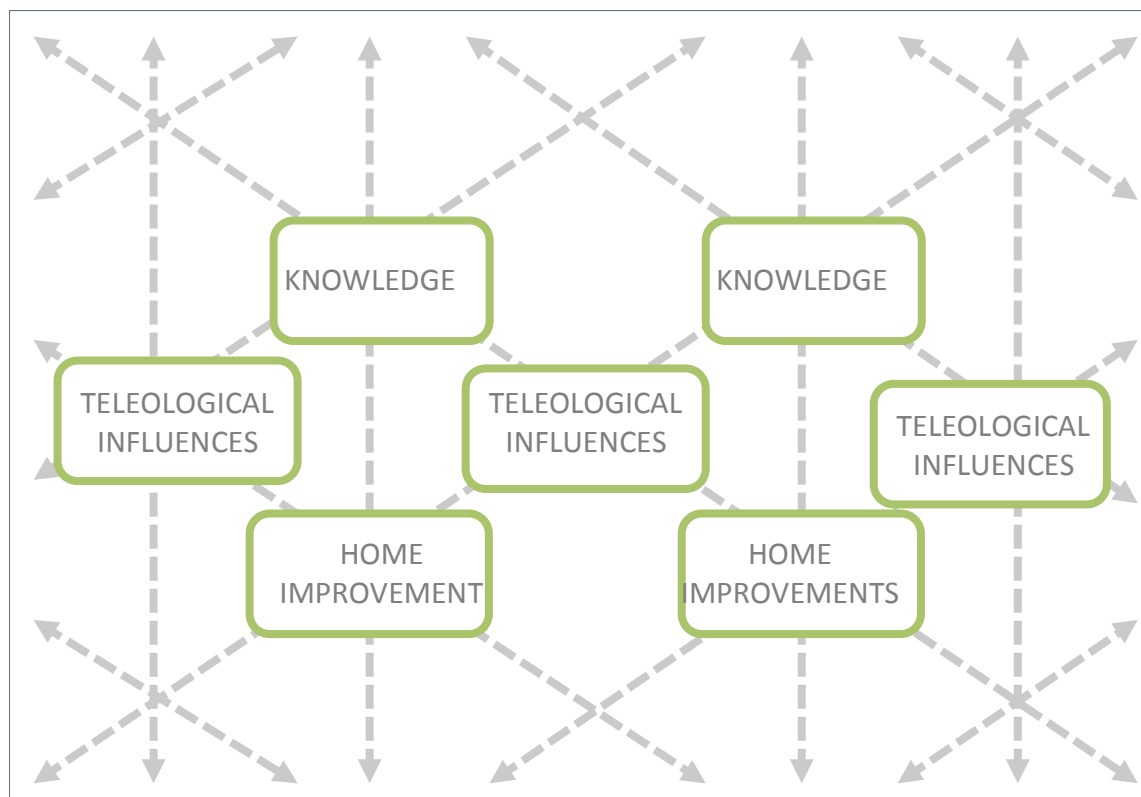 KNOWLEDGE
KNOWLEDGE
TELEOLOGICAL
INFLUENCES
TELEOLOGICAL
INFLUENCES
TELEOLOGICAL
INFLUENCES
HOME
IMPROVEMENT
HOME
IMPROVEMENTS